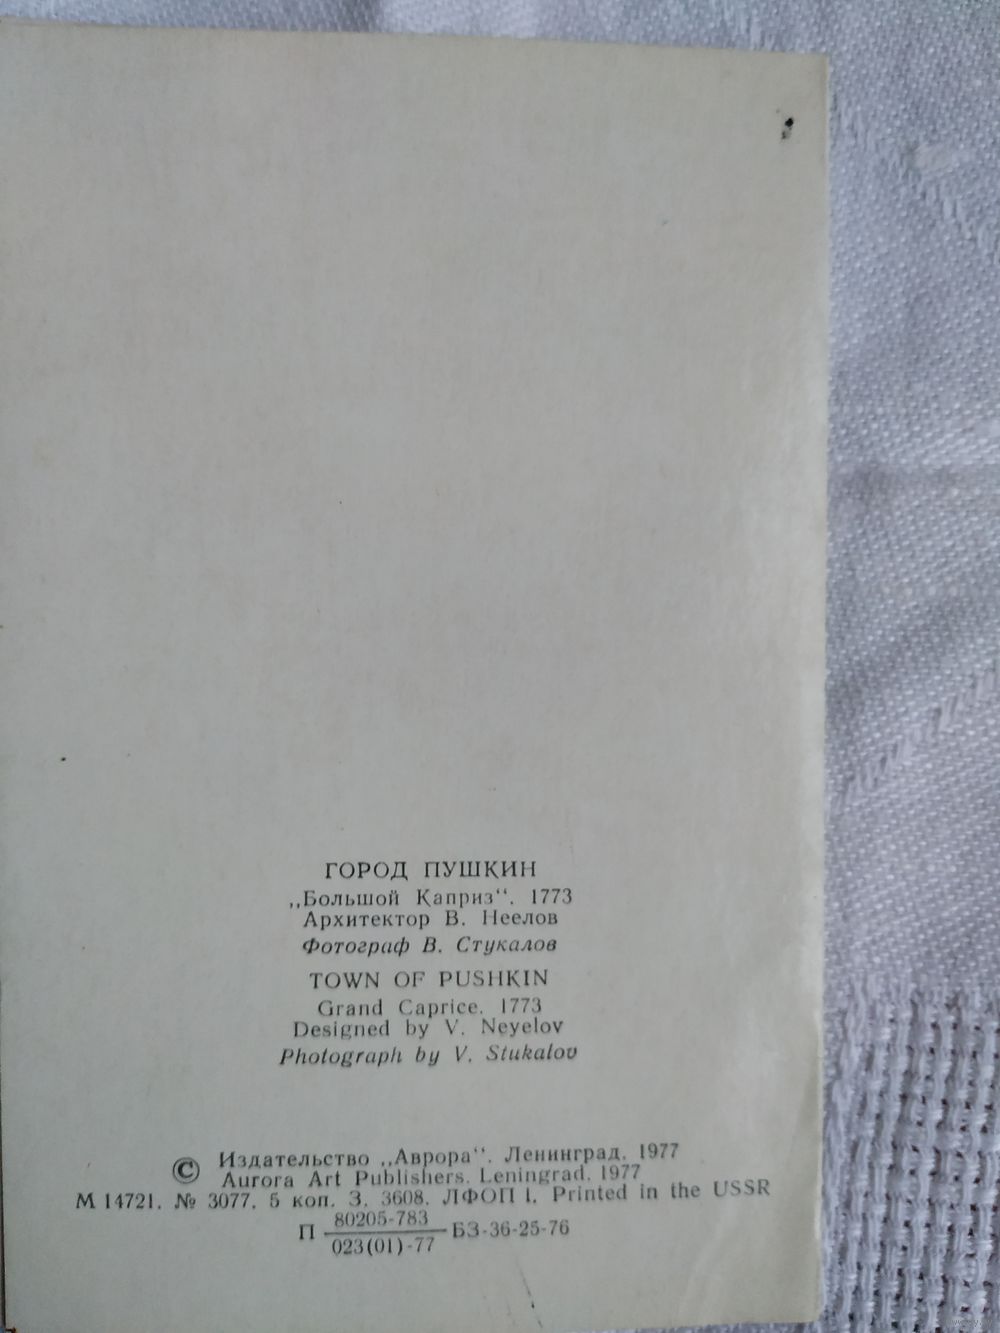 ГОРОД ПУШКИН
„Большой Каприз“. 1773
Архитектор В. Неелов
Фотограф В. Стукалов
TOWN OF PUSHKIN
Grand Caprice. 1773
Designed by V. Neyelov
Photograph by V. Stukalov
© Издательство „Аврора“. Ленинград. 1977
Aurora Art Publishers. Leningrad. 1977
М 14721. № 3077. 5 коп. З. 3608. ЛФОП 1. Printed in the USSR
П 80205-783 БЗ-36-25-76
023(01)-77